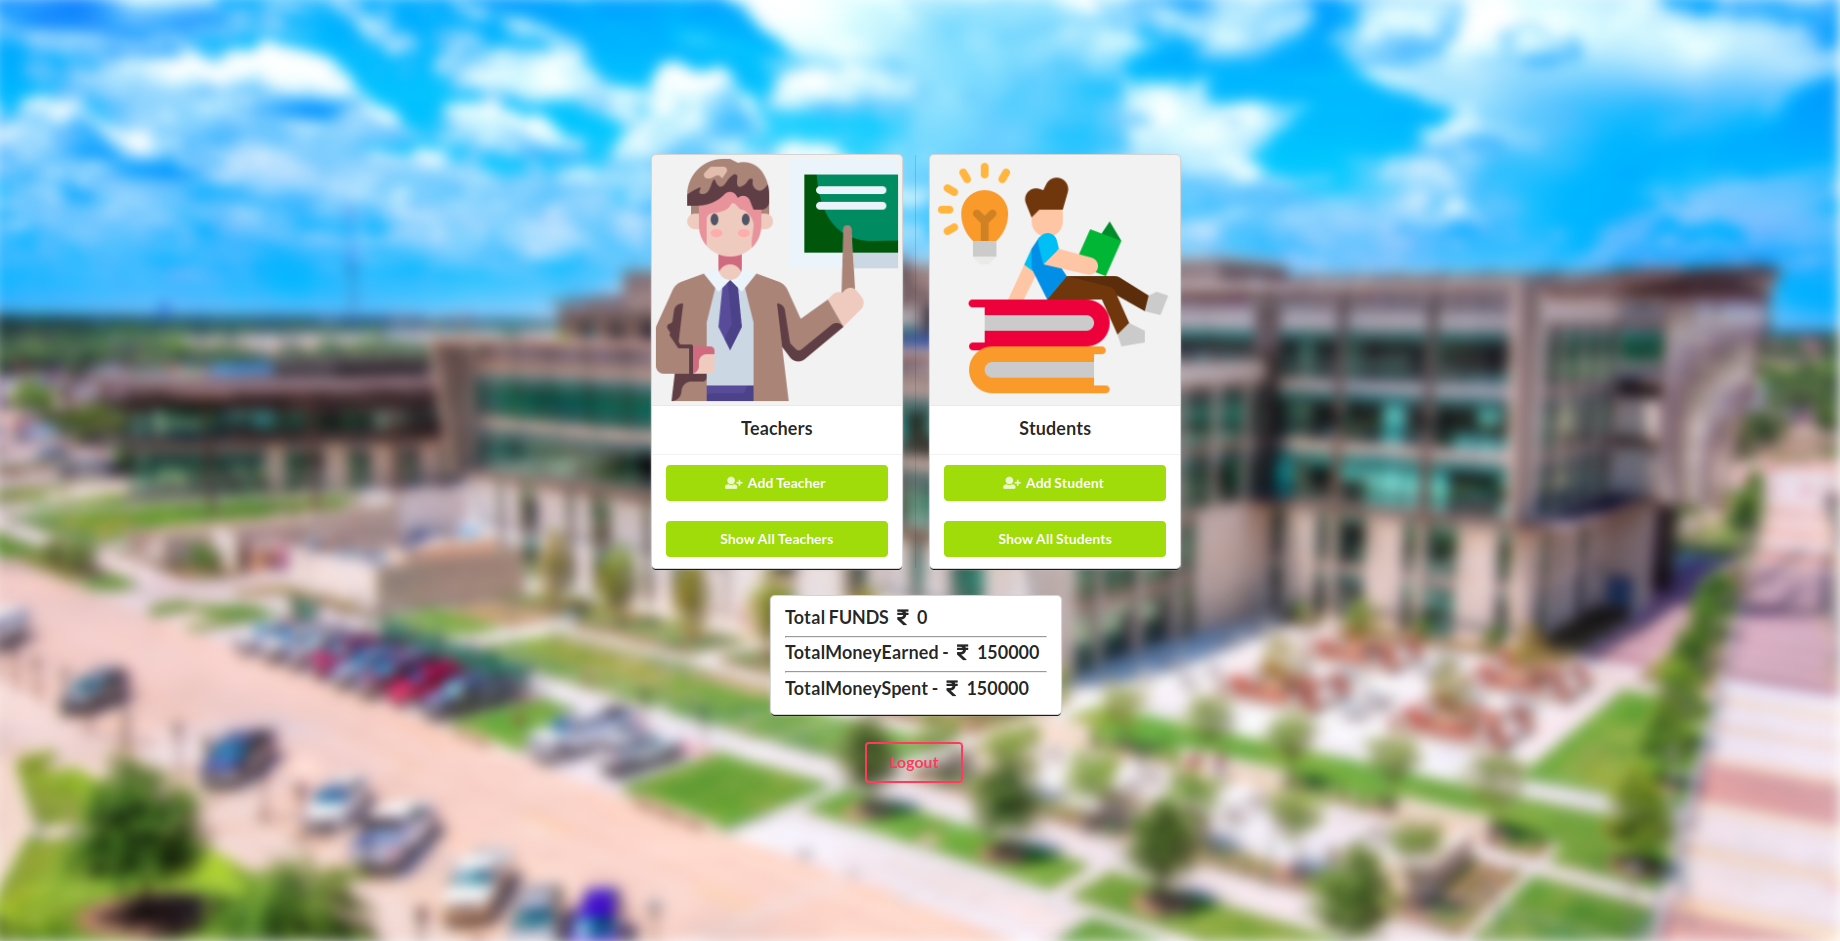 Teachers
Add Teacher
Show All Teachers
Students
Add Student
Show All Students
Total FUNDS ₹ 0
TotalMoneyEarned - ₹ 150000
TotalMoneySpent - ₹ 150000
Logout